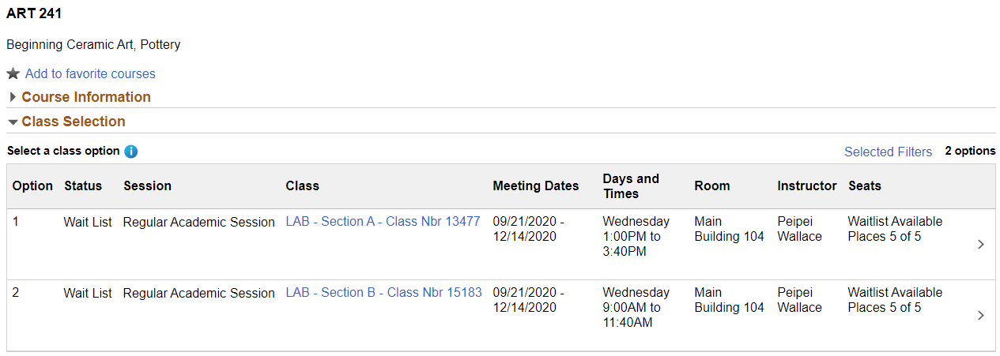 ART 241
Beginning Ceramic Art, Pottery
Add to favorite courses
Course Information
Class Selection
Select a class option
Selected Filters 2 options
Option Status Session Class Meeting Dates Days and Times Room Instructor Seats
1 Wait List Regular Academic Session LAB - Section A - Class Nbr 13477 09/21/2020 - Wednesday Main Peipei Waitlist Available
12/14/2020 1:00PM to Building 104 Wallace Places 5 of 5
3:40PM
2 Wait List Regular Academic Session LAB - Section B - Class Nbr 15183 09/21/2020 - Wednesday Main Peipei Waitlist Available
12/14/2020 9:00AM to Building 104 Wallace Places 5 of 5
11:40AM